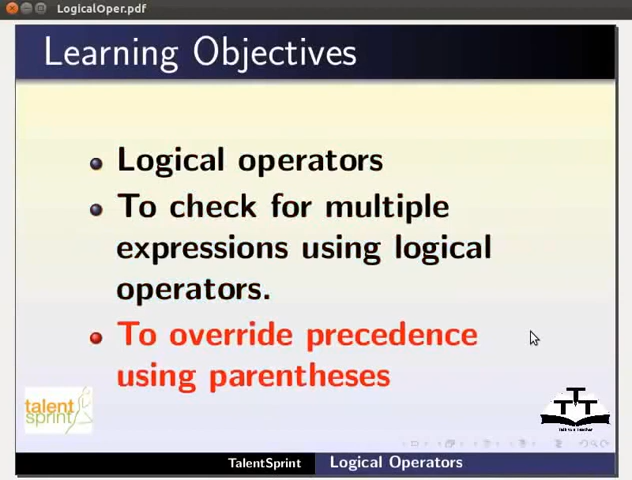 LogicalOper.pdf
Learning Objectives
Logical operators
To check for multiple
expressions using logical
operators.
To override precedence
using parentheses
talent
sprint
TalentSprint
Logical Operators